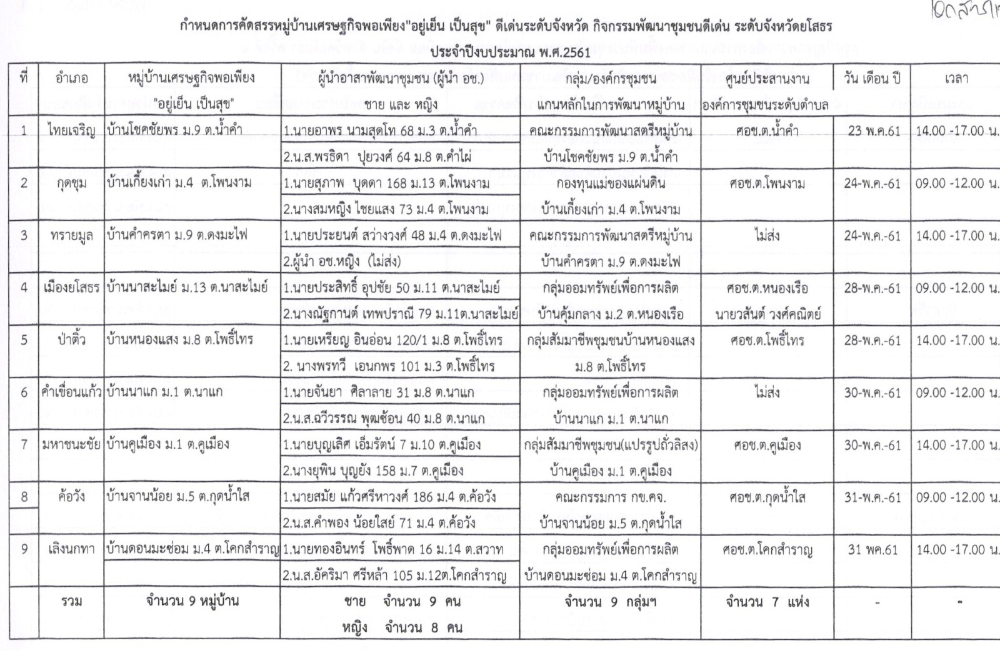 กำหนดการคัดสรรหมู่บ้านเศรษฐกิจพอเพียง"อยู่เย็น เป็นสุข" ดีเด่นระดับจังหวัด กิจกรรมพัฒนาชุมชนดีเด่น ระดับจังหวัดยโสธร
ประจำปีงบประมาณ พ.ศ.2561
ที่ อำเภอ หมู่บ้านเศรษฐกิจพอเพียง ผู้นำอาสาพัฒนาชุมชน (ผู้นำ อช.) กลุ่ม/องค์กรชุมชน ศูนย์ประสานงาน วัน เดือน ปี เวลา
"อยู่เย็น เป็นสุข" ชาย และ หญิง แกนหลักในการพัฒนาหมู่บ้าน องค์การชุมชนระดับตำบล
1 ไทยเจริญ บ้านโชคชัยพร ม.9 ต.น้ำคำ 1.นายอาพร นามสุดโท 68 ม.3 ต.น้ำคำ คณะกรรมการพัฒนาสตรีหมู่บ้าน ศอช.ต.น้ำคำ 23 พ.ค.61 14.00 -17.00 น.
2.น.ส.พรธิดา ปุยวงศ์ 64 ม.8 ต.คำไผ่ บ้านโชคชัยพร ม.9 ต.น้ำคำ
2 กุดชุม บ้านเกี้ยงเก่า ม.4 ต.โพนงาม 1.นายสุภาพ บุดดา 168 ม.13 ต.โพนงาม กองทุนแม่ของแผ่นดิน ศอช.ต.โพนงาม 24-พ.ค.-61 09.00 -12.00 น.
2.นางสมหญิง ไชยแสง 73 ม.4 ต.โพนงาม บ้านเกี้ยงเก่า ม.4 ต.โพนงาม
3 ทรายมูล บ้านคำครตา ม.9 ต.ดงมะไฟ 1.นายประยนต์ สว่างวงศ์ 48 ม.4 ต.ดงมะไฟ คณะกรรมการพัฒนาสตรีหมู่บ้าน ไม่ส่ง 24-พ.ค.-61 14.00 -17.00 น.
2.ผู้นำ อช.หญิง (ไม่ส่ง) บ้านคำครตา ม.9 ต.ดงมะไฟ
4 เมืองยโสธร บ้านนาสะไมย์ ม.13 ต.นาสะไมย์ 1.นายประสิทธิ์ อุปชัย 50 ม.11 ต.นาสะไมย์ กลุ่มออมทรัพย์เพื่อการผลิต ศอช.ต.หนองเรือ 28-พ.ค.-61 09.00 -12.00 น.
2.นางณัฐกานต์ เทพปราณี 79 ม.11ต.นาสะไมย์ บ้านคุ้มกลาง ม.2 ต.หนองเรือ นายวสันต์ วงศ์คณิตย์
5 ป่าติ้ว บ้านหนองแสง ม.8 ต.โพธิ์ไทร 1.นายเหรียญ อินอ่อน 120/1 ม.8 ต.โพธิ์ไทร กลุ่มสัมมาชีพชุมชนบ้านหนองแสง ศอช.ต.โพธิ์ไทร 28-พ.ค.-61 14.00 -17.00 น.
2. นางพรทวี เอนกพร 101 ม.3 ต.โพธิ์ไทร ม.8 ต.โพธิ์ไทร
6 คำเขื่อนแก้ว บ้านนาแก ม.1 ต.นาแก 1.นายจันยา ศิลาลาย 31 ม.8 ต.นาแก กลุ่มออมทรัพย์เพื่อการผลิต ไม่ส่ง 30-พ.ค.-61 09.00 -12.00 น.
2.น.ส.ฉวีวรรณ พุฒซ้อน 40 ม.8 ต.นาแก บ้านนาแก ม.1 ต.นาแก
7 มหาชนะชัย บ้านคูเมือง ม.1 ต.คูเมือง 1.นายบุญเลิศ เอ็มรัตน์ 7 ม.10 ต.คูเมือง กลุ่มสัมมาชีพชุมชน(แปรรูปถั่วลิสง) ศอช.ต.คูเมือง 30-พ.ค.-61 14.00 -17.00 น.
2.นางยุพิน บุญยัง 158 ม.7 ต.คูเมือง บ้านคูเมือง ม.1 ต.คูเมือง
8 ค้อวัง บ้านจานน้อย ม.5 ต.กุดน้ำใส 1.นายสมัย แก้วศรีหาวงศ์ 186 ม.4 ต.ค้อวัง คณะกรรมการ กข.คจ. ศอช.ต.กุดน้ำใส 31-พ.ค.-61 09.00 -12.00 น.
2.น.ส.คำพอง น้อยใสย์ 71 ม.4 ต.ค้อวัง บ้านจานน้อย ม.5 ต.กุดน้ำใส
9 เลิงนกทา บ้านดอนมะซ่อม ม.4 ต.โคกสำราญ 1.นายทองอินทร์ โพธิ์พาด 16 ม.14 ต.สวาท กลุ่มออมทรัพย์เพื่อการผลิต ศอช.ต.โคกสำราญ 31 พค.61 14.00 -17.00 น.
2.น.ส.อัคริมา ศรีหล้า 105 ม.12ต.โคกสำราญ บ้านดอนมะซ่อม ม.4 ต.โคกสำราญ
รวม จำนวน 9 หมู่บ้าน ชาย จำนวน 9 คน จำนวน 9 กลุ่มฯ จำนวน 7 แห่ง - -
หญิง จำนวน 8 คน